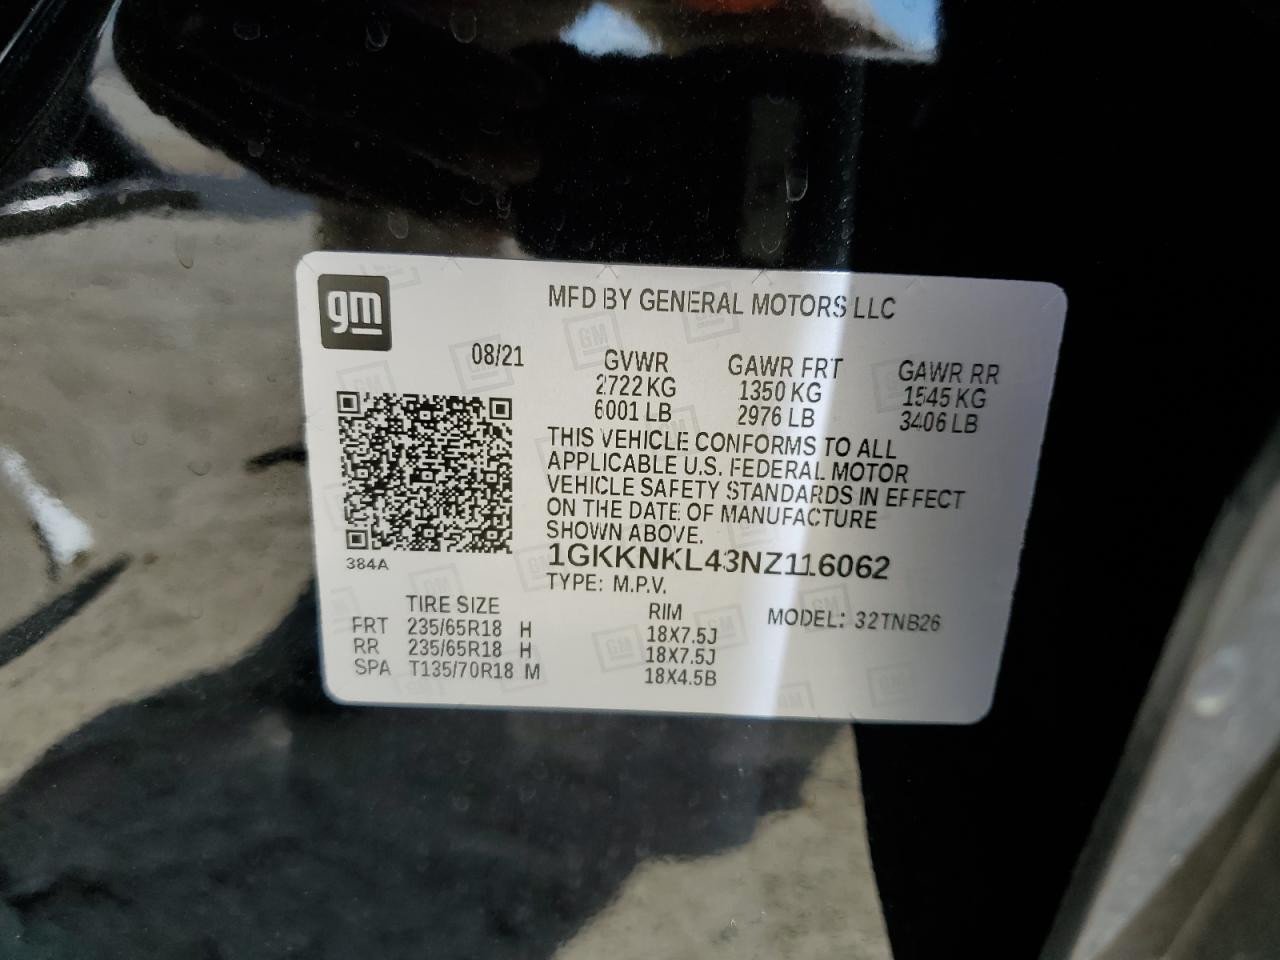 gm
MFD BY GENERAL MOTORS LLC
08/21
GVWR GAWR FRT GAWR RR
2722 KG 1350 KG 1545 KG
6001 LB 2976 LB 3406 LB
THIS VEHICLE CONFORMS TO ALL
APPLICABLE U.S. FEDERAL MOTOR
VEHICLE SAFETY STANDARDS IN EFFECT
ON THE DATE OF MANUFACTURE
SHOWN ABOVE.
384A
1GKKNKL43NZ116062
TYPE: M.P.V.
TIRE SIZE RIM MODEL: 32TNB26
FRT 235/65R18 H 18X7.5J
RR 235/65R18 H 18X7.5J
SPA T135/70R18 M 18X4.5B